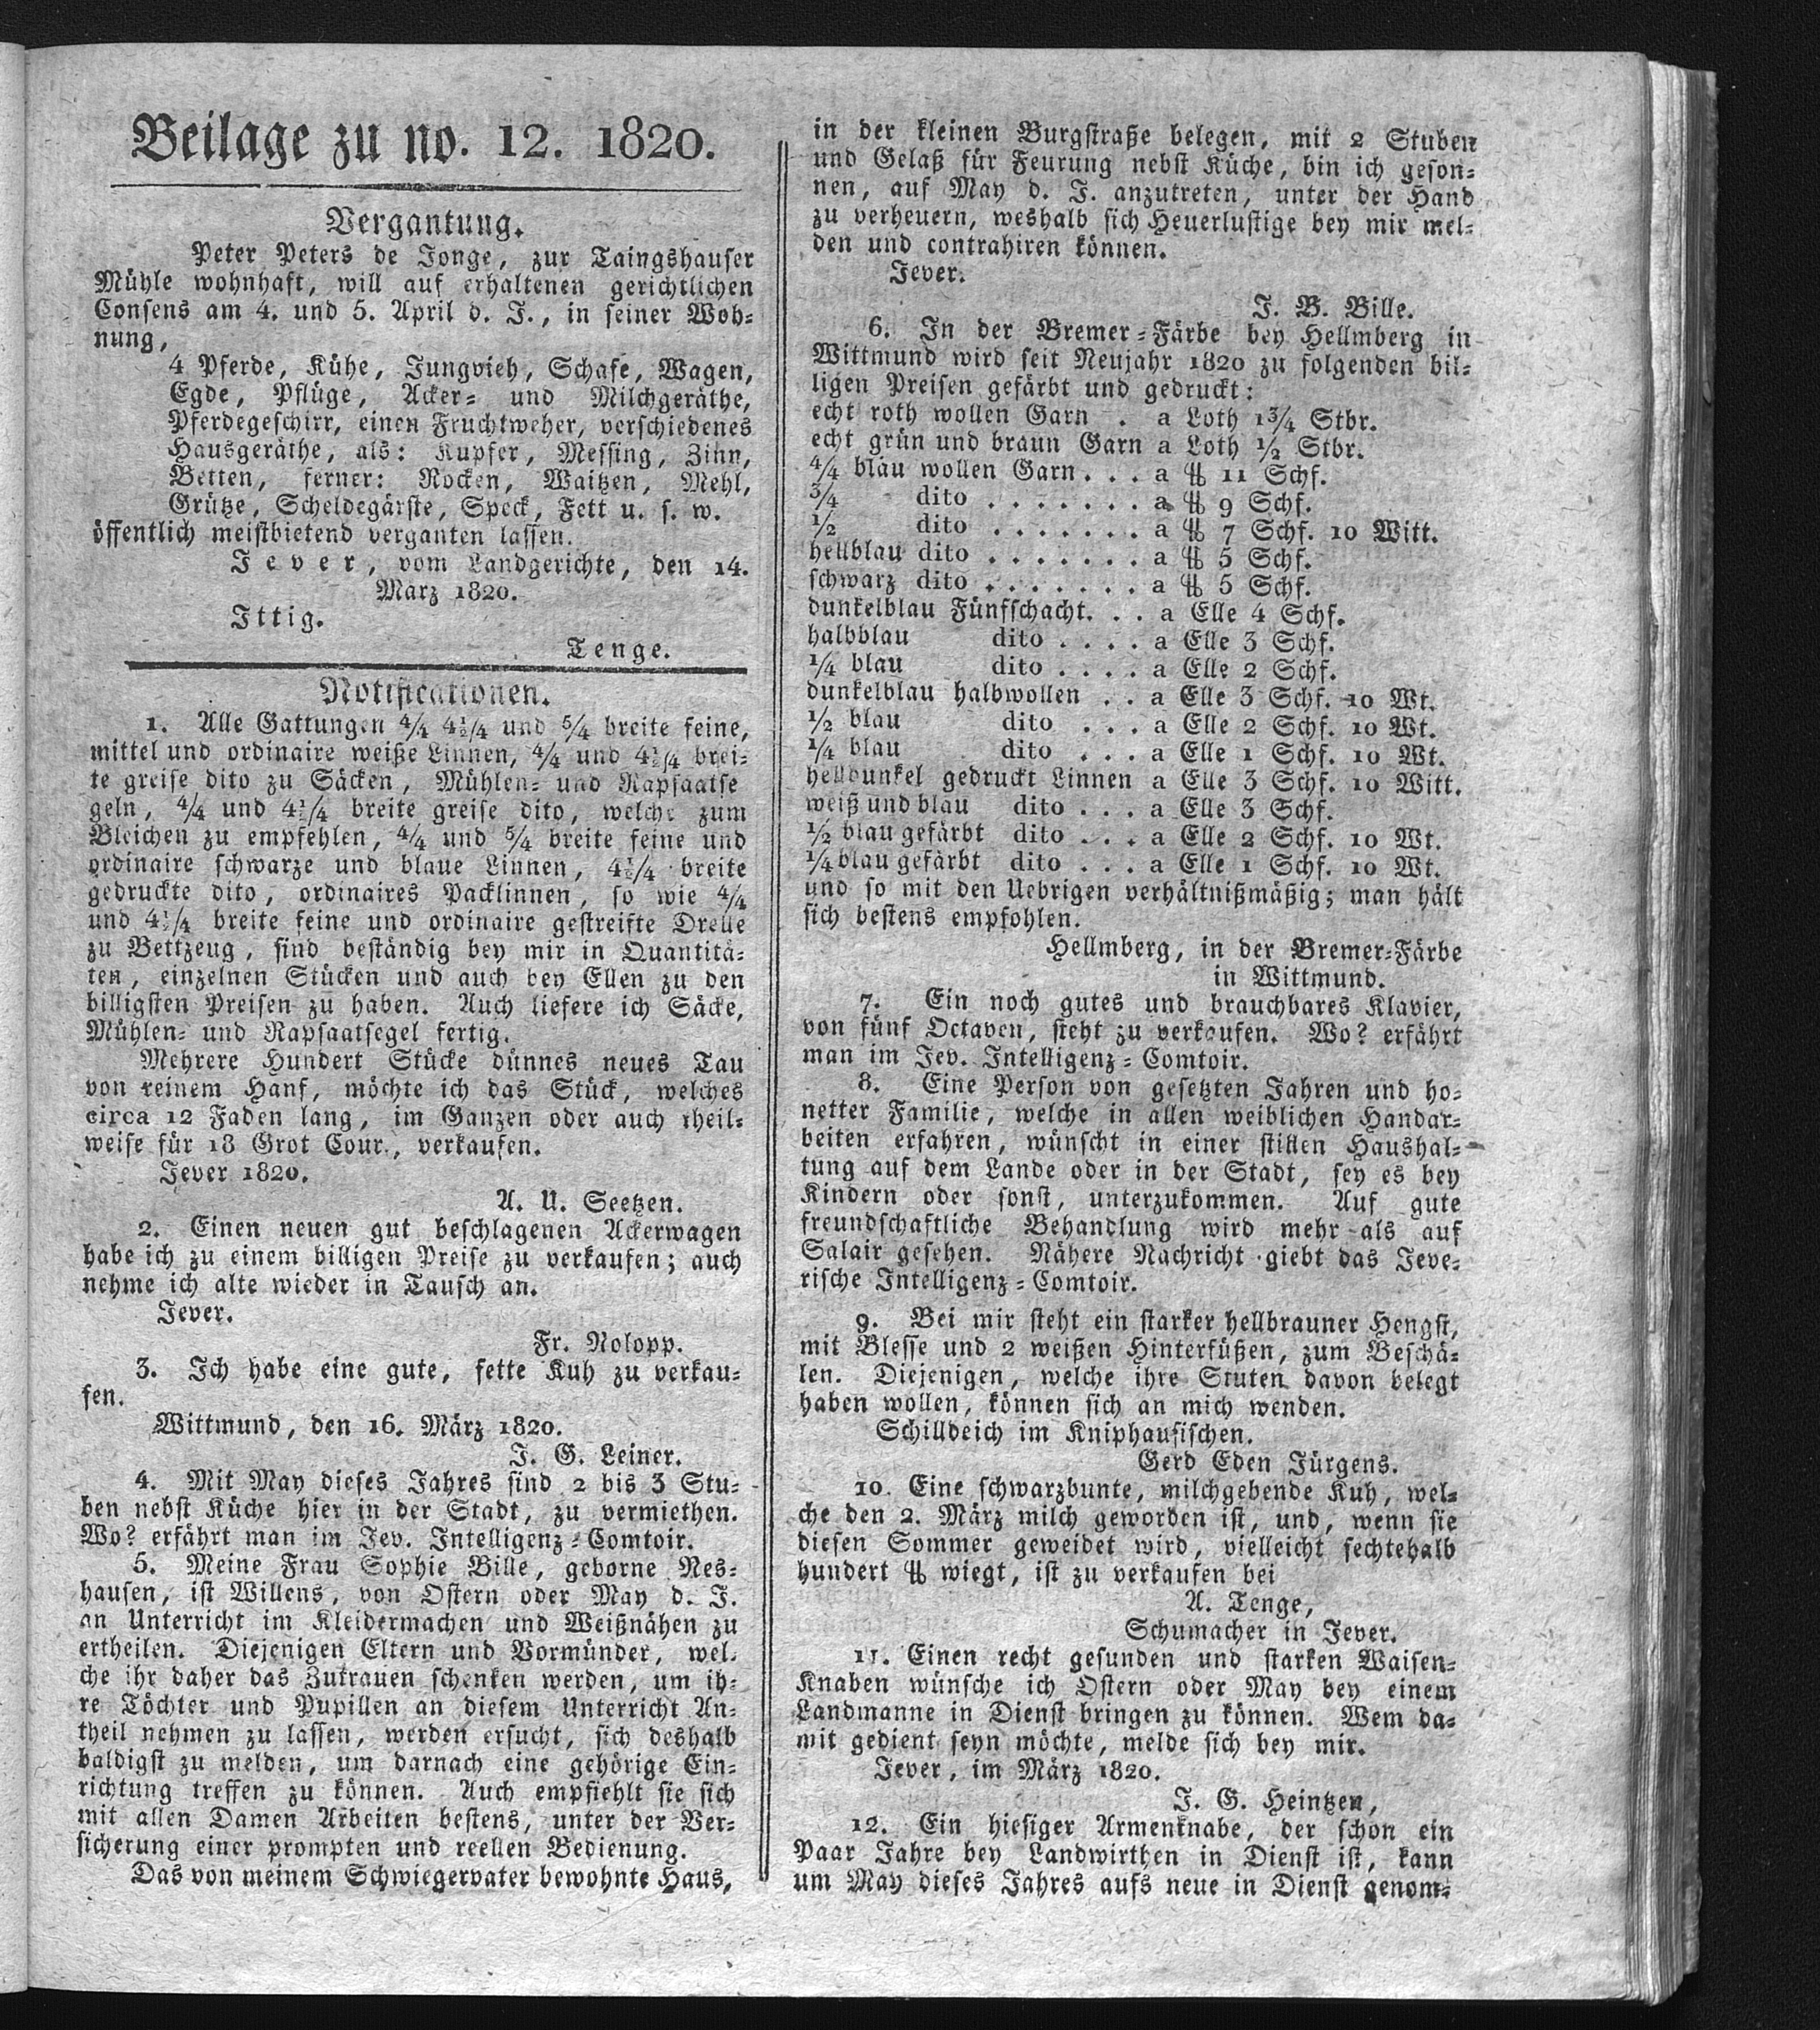 Beilage zu no. 12. 1820.
Vergantung.
Peter Peters de Jonge, zur Taingshauser
Mühle wohnhaft, will auf erhaltenen gerichtlichen
Consens am 4. und 5. April d. J., in seiner Woh-
nung,
4 Pferde, Kühe, Jungvieh, Schafe, Wagen,
Egde, Pflüge, Acker- und Milchgeräthe,
Pferdegeschirr, einen Fruchtweher, verschiedenes
Hausgeräthe, als: Kupfer, Messing, Zinn,
Betten, ferner: Rocken, Waitzen, Mehl,
Grütze, Scheldegärste, Speck, Fett u. s. w.
öffentlich meistbietend verganten lassen.
Jever, vom Landgerichte, den 14.
März 1820.
Ittig.
Tenge.
Notificationen.
1. Alle Gattungen 4/4 4½/4 und 5/4 breite feine,
mittel und ordinaire weiße Linnen, 4/4 und 4½/4 brei-
te greise dito zu Säcken, Mühlen- und Rapsaatse
geln, 4/4 und 4½/4 breite greise dito, welche zum
Bleichen zu empfehlen, 4/4 und 5/4 breite feine und
ordinaire schwarze und blaue Linnen, 4½/4 breite
gedruckte dito, ordinaires Packlinnen, so wie 4/4
und 4½/4 breite feine und ordinaire gestreifte Drelle
zu Bettzeug, sind beständig bey mir in Quantitä-
ten, einzelnen Stücken und auch bey Ellen zu den
billigsten Preisen zu haben. Auch liefere ich Säcke,
Mühlen- und Rapsaatsegel fertig.
Mehrere Hundert Stücke dünnes neues Tau
von reinem Hanf, möchte ich das Stück, welches
circa 12 Faden lang, im Ganzen oder auch theil-
weise für 18 Grot Cour., verkaufen.
Jever 1820.
A. U. Seetzen.
2. Einen neuen gut beschlagenen Ackerwagen
habe ich zu einem billigen Preise zu verkaufen; auch
nehme ich alte wieder in Tausch an.
Jever.
Fr. Nolopp.
3. Ich habe eine gute, fette Kuh zu verkau-
fen.
Wittmund, den 16. März 1820.
J. G. Leiner.
4. Mit May dieses Jahres sind 2 bis 3 Stu-
ben nebst Küche hier in der Stadt, zu vermiethen.
Wo? erfährt man im Jev. Intelligenz-Comtoir.
5. Meine Frau Sophie Bille, geborne Nes-
hausen, ist Willens, von Ostern oder May d. J.
an Unterricht im Kleidermachen und Weißnähen zu
ertheilen. Diejenigen Eltern und Vormünder, wel-
che ihr daher das Zutrauen schenken werden, um ih-
re Töchter und Pupillen an diesem Unterricht An-
theil nehmen zu lassen, werden ersucht, sich deshalb
baldigst zu melden, um darnach eine gehörige Ein-
richtung treffen zu können. Auch empfiehlt sie sich
mit allen Damen Arbeiten bestens, unter der Ver-
sicherung einer prompten und reellen Bedienung.
Das von meinem Schwiegervater bewohnte Haus,
in der kleinen Burgstraße belegen, mit 2 Stuben
und Gelaß für Feurung nebst Küche, bin ich geson-
nen, auf May d. J. anzutreten, unter der Hand
zu verheuern, weshalb sich Heuerlustige bey mir mel-
den und contrahiren können.
Jever.
J. B. Bille.
6. In der Bremer-Färbe bey Hellmberg in
Wittmund wird seit Neujahr 1820 zu folgenden bil-
ligen Preisen gefärbt und gedruckt:
echt roth wollen Garn . a Loth 1¾ Stbr.
echt grün und braun Garn a Loth ½ Stbr.
4/4 blau wollen Garn . . . a ℔ 11 Schf.
¾ dito . . . . . . . a ℔ 9 Schf.
½ dito . . . . . . . a ℔ 7 Schf. 10 Witt.
hellblau dito . . . . . . . a ℔ 5 Schf.
schwarz dito . . . . . . . a ℔ 5 Schf.
dunkelblau Fünfschacht. . . a Elle 4 Schf.
halbblau dito . . . . a Elle 3 Schf.
¼ blau dito . . . . a Elle 2 Schf.
dunkelblau halbwollen . . a Elle 3 Schf. 10 Wt.
½ blau dito . . . a Elle 2 Schf. 10 Wt.
¼ blau dito . . . a Elle 1 Schf. 10 Wt.
helldunkel gedruckt Linnen a Elle 3 Schf. 10 Witt.
weiß und blau dito . . . a Elle 3 Schf.
½ blau gefärbt dito . . . a Elle 2 Schf. 10 Wt.
¼ blau gefärbt dito . . . a Elle 1 Schf. 10 Wt.
und so mit den Uebrigen verhältnißmäßig; man hält
sich bestens empfohlen.
Hellmberg, in der Bremer-Färbe
in Wittmund.
7. Ein noch gutes und brauchbares Klavier,
von fünf Octaven, steht zu verkaufen. Wo? erfährt
man im Jev. Intelligenz-Comtoir.
8. Eine Person von gesetzten Jahren und ho-
netter Familie, welche in allen weiblichen Handar-
beiten erfahren, wünscht in einer stillen Haushal-
tung auf dem Lande oder in der Stadt, sey es bey
Kindern oder sonst, unterzukommen. Auf gute
freundschaftliche Behandlung wird mehr als auf
Salair gesehen. Nähere Nachricht giebt das Jeve-
rische Intelligenz-Comtoir.
9. Bei mir steht ein starker hellbrauner Hengst,
mit Blesse und 2 weißen Hinterfüßen, zum Beschä-
len. Diejenigen, welche ihre Stuten davon belegt
haben wollen, können sich an mich wenden.
Schilldeich im Kniphausischen.
Gerd Eden Jürgens.
10. Eine schwarzbunte, milchgebende Kuh, wel-
che den 2. März milch geworden ist, und, wenn sie
diesen Sommer geweidet wird, vielleicht sechtehalb
hundert ℔ wiegt, ist zu verkaufen bei
A. Tenge,
Schumacher in Jever.
11. Einen recht gesunden und starken Waisen-
Knaben wünsche ich Ostern oder May bey einem
Landmanne in Dienst bringen zu können. Wem da-
mit gedient seyn möchte, melde sich bey mir.
Jever, im März 1820.
J. G. Heintzen,
12. Ein hiesiger Armenknabe, der schon ein
Paar Jahre bey Landwirthen in Dienst ist, kann
um May dieses Jahres aufs neue in Dienst genom-